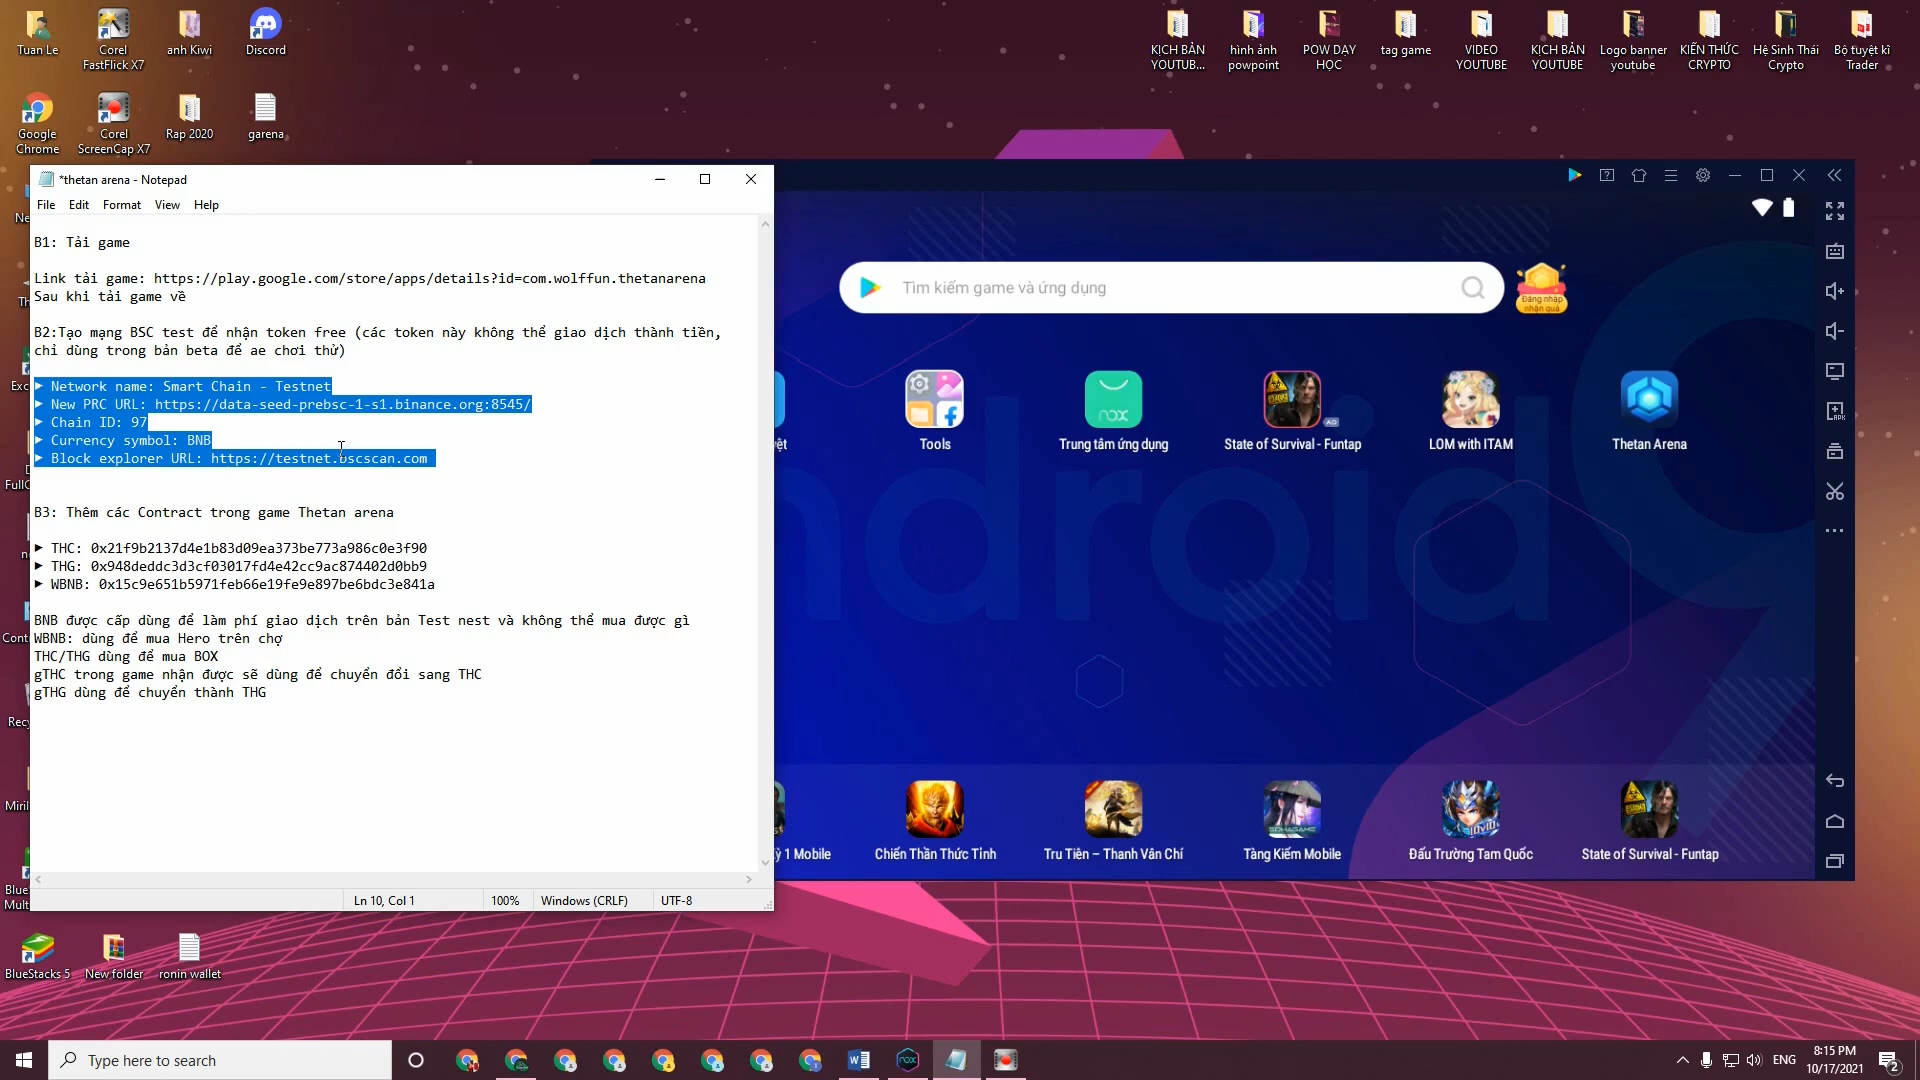 Tuan Le
Corel FastFlick X7
anh Kiwi
Discord
KỊCH BẢN YOUTUB...
hình ảnh powpoint
POW DAY HỌC
tag game
VIDEO YOUTUBE
KỊCH BẢN YOUTUBE
Logo banner youtube
KIẾN THỨC CRYPTO
Hệ Sinh Thái Crypto
Bộ tuyệt kĩ Trader
Google Chrome
Corel ScreenCap X7
Rap 2020
garena
*thetan arena - Notepad
File Edit Format View Help
B1: Tải game
Link tải game: https://play.google.com/store/apps/details?id=com.wolffun.thetanarena
Sau khi tải game về
B2:Tạo mạng BSC test để nhận token free (các token này không thể giao dịch thành tiền,
chỉ dùng trong bản beta để ae chơi thử)
► Network name: Smart Chain - Testnet
► New PRC URL: https://data-seed-prebsc-1-s1.binance.org:8545/
► Chain ID: 97
► Currency symbol: BNB
► Block explorer URL: https://testnet.bscscan.com
B3: Thêm các Contract trong game Thetan arena
► THC: 0x21f9b2137d4e1b83d09ea373be773a986c0e3f90
► THG: 0x948deddc3d3cf03017fd4e42cc9ac874402d0bb9
► WBNB: 0x15c9e651b5971feb66e19fe9e897be6bdc3e841a
BNB được cấp dùng để làm phí giao dịch trên bản Test nest và không thể mua được gì
WBNB: dùng để mua Hero trên chợ
THC/THG dùng để mua BOX
gTHC trong game nhận được sẽ dùng để chuyển đổi sang THC
gTHG dùng để chuyển thành THG
Ln 10, Col 1
100%
Windows (CRLF)
UTF-8
Tìm kiếm game và ứng dụng
Đăng nhập nhận quà
Tools
Trung tâm ứng dụng
State of Survival - Funtap
AD
LOM with ITAM
Thetan Arena
nox
android 9
1 Mobile
Chiến Thần Thức Tỉnh
Tru Tiên – Thanh Vân Chí
Tàng Kiếm Mobile
Đấu Trường Tam Quốc
State of Survival - Funtap
BlueStacks 5
New folder
ronin wallet
Type here to search
ENG
8:15 PM
10/17/2021
2